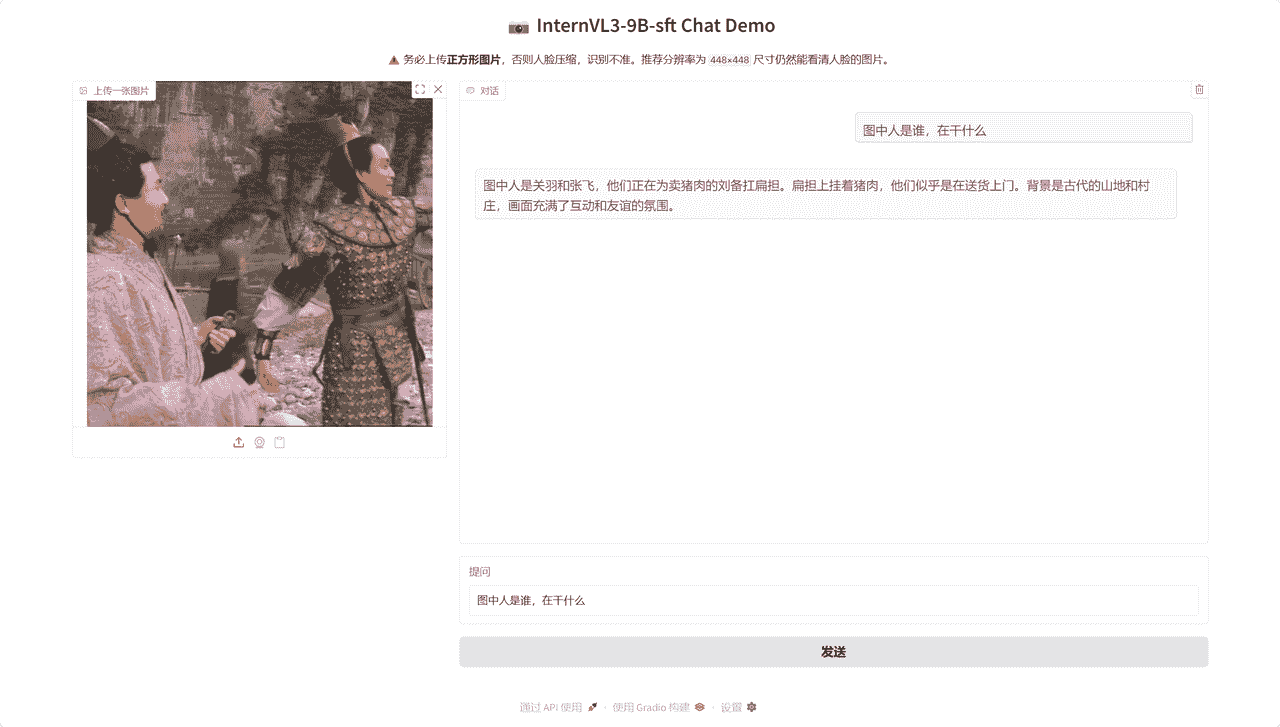 InternVL3-9B-sft Chat Demo
务必上传正方形图片，否则人脸压缩，识别不准。推荐分辨率为 448×448 尺寸仍然能看清人脸的图片。
上传一张图片
对话
图中人是谁，在干什么
图中人是关羽和张飞，他们正在为卖猪肉的刘备扛扁担。扁担上挂着猪肉，他们似乎是在送货上门。背景是古代的山地和村
庄，画面充满了互动和友谊的氛围。
提问
图中人是谁，在干什么
发送
通过 API 使用 · 使用 Gradio 构建 · 设置